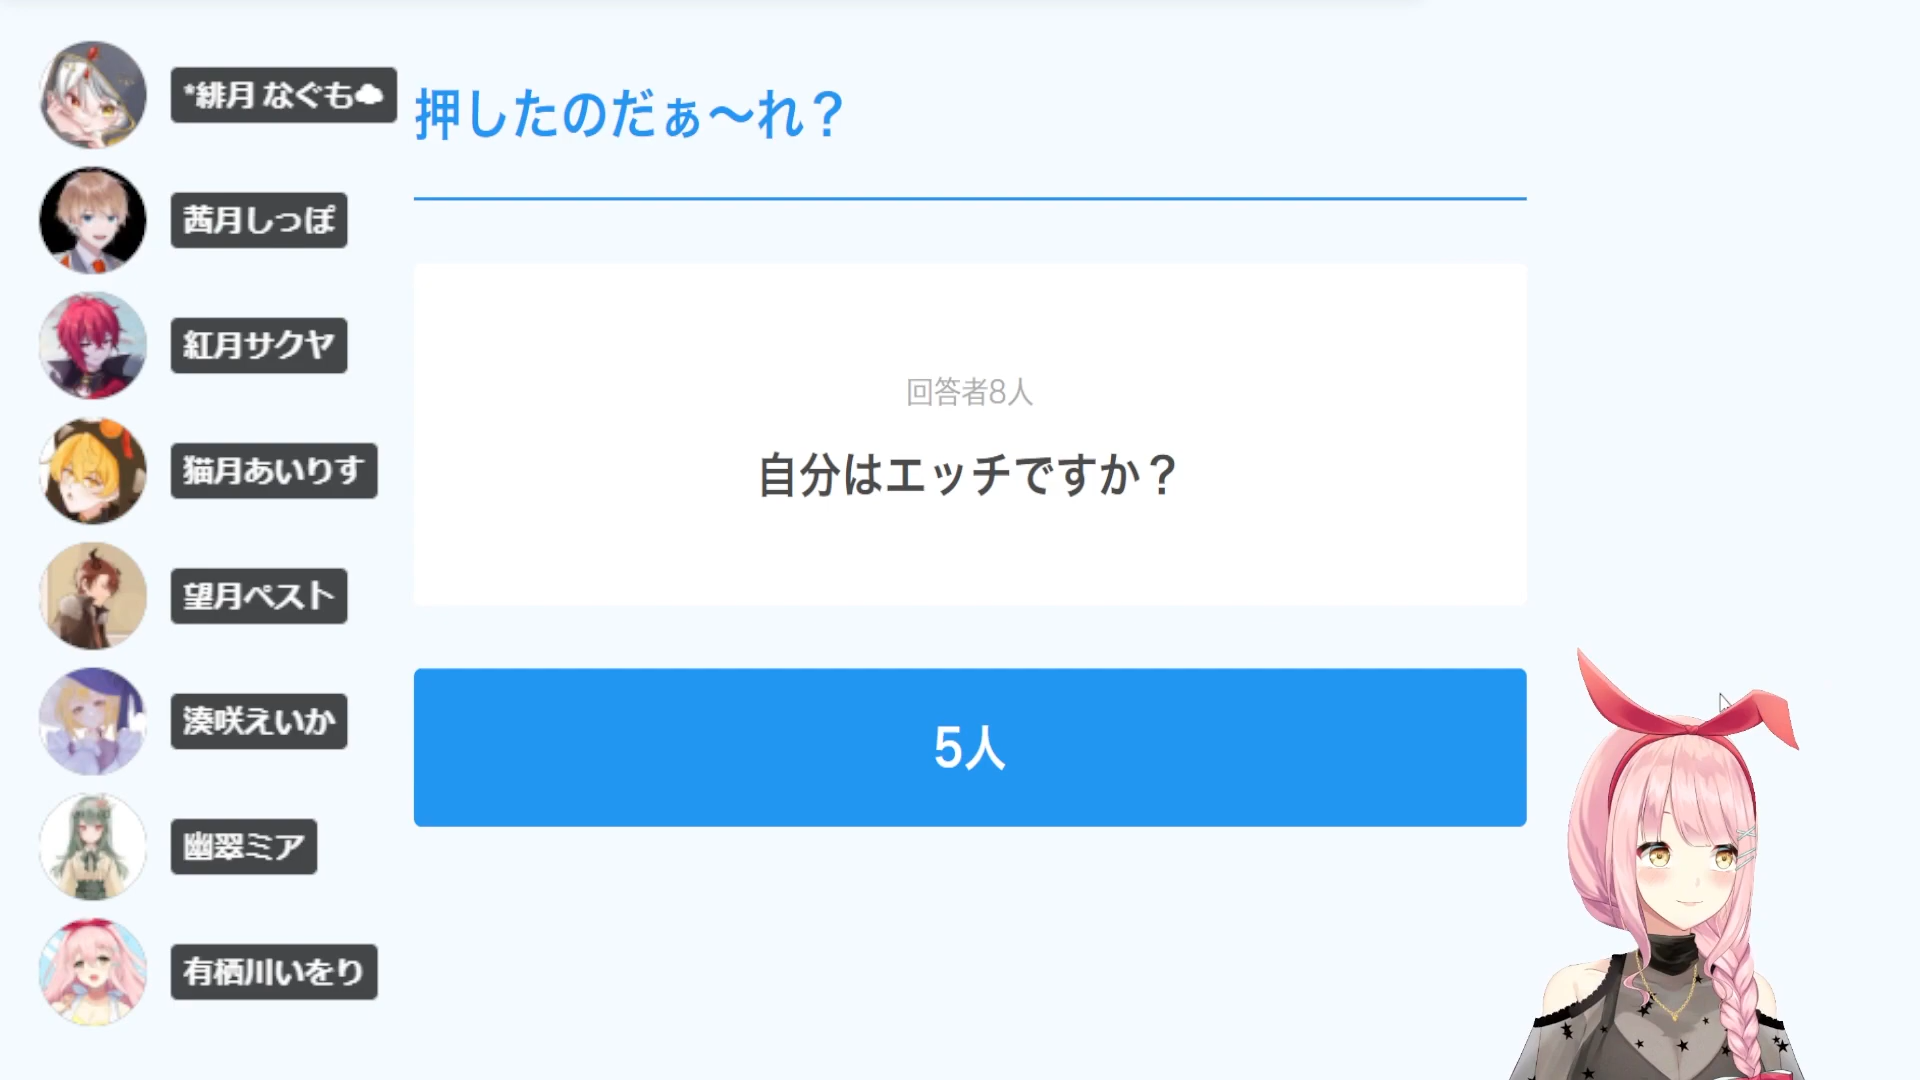 *緋月 なぐも☁
茜月しっぽ
紅月サクヤ
猫月あいりす
望月ペスト
湊咲えいか
幽翠ミア
有栖川いをり
押したのだぁ〜れ？
回答者8人
自分はエッチですか？
5人